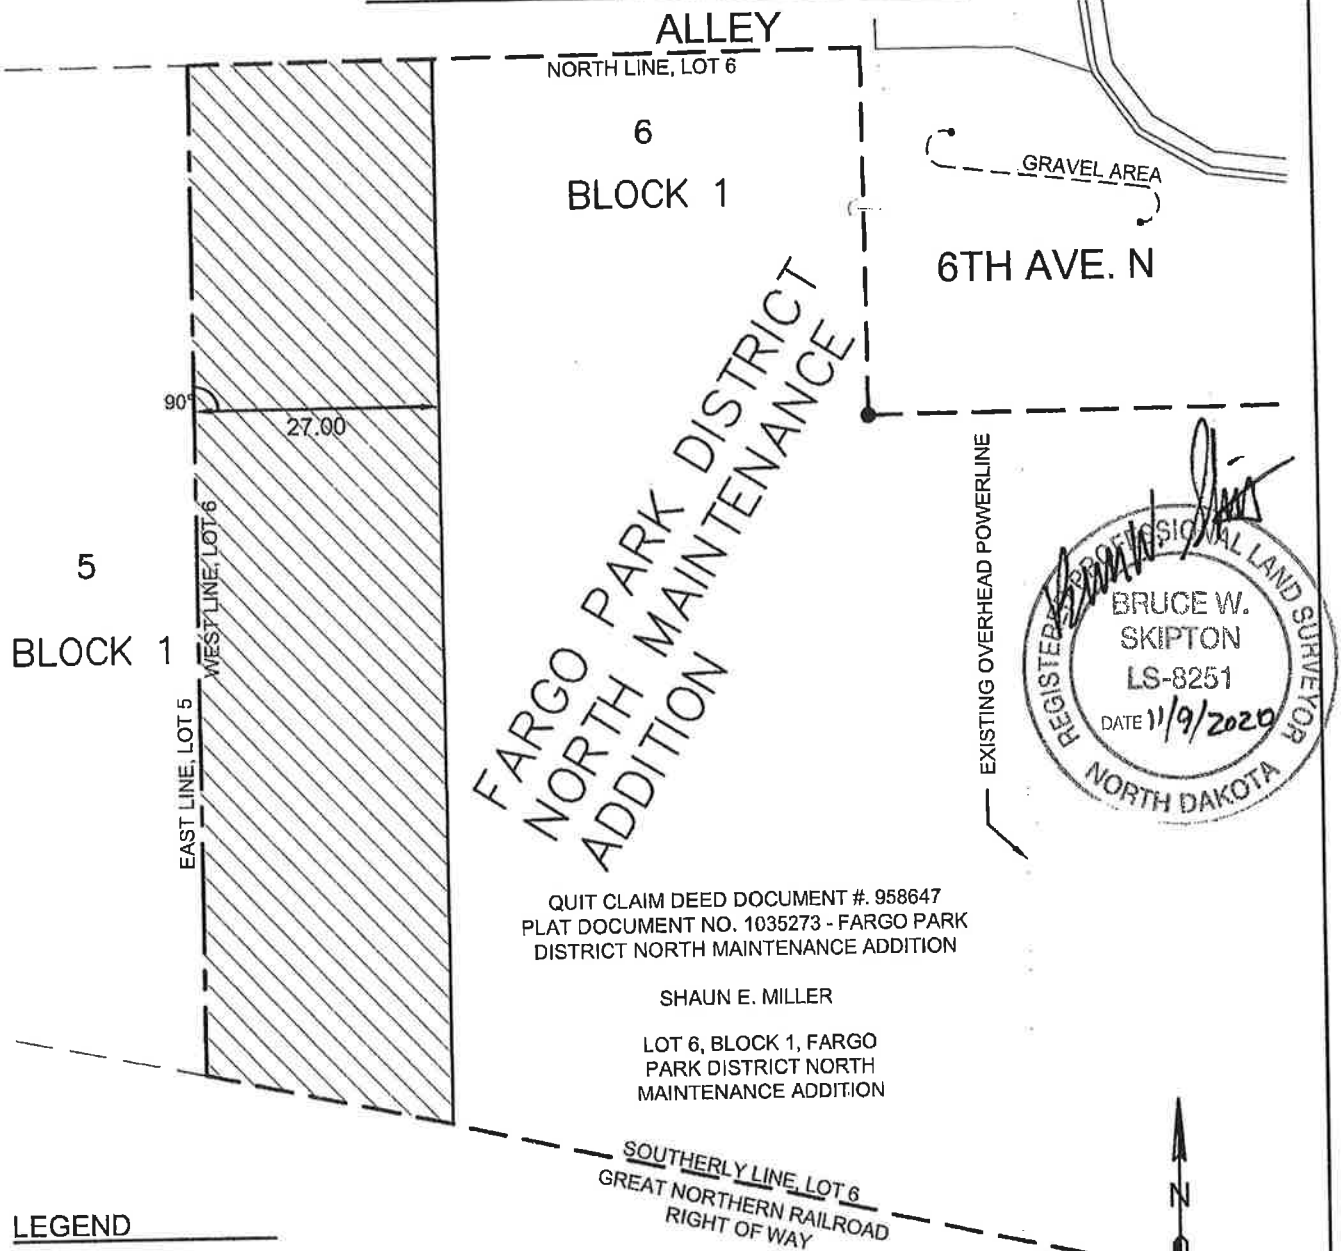 ALLEY
NORTH LINE, LOT 6
6
BLOCK 1
GRAVEL AREA
6TH AVE. N
90°
27.00
FARGO PARK DISTRICT
NORTH MAINTENANCE
ADDITION
5
BLOCK 1
WEST LINE, LOT 6
EAST LINE, LOT 5
EXISTING OVERHEAD POWERLINE
REGISTERED PROFESSIONAL LAND SURVEYOR
BRUCE W.
SKIPTON
LS-8251
DATE 11/9/2020
NORTH DAKOTA
QUIT CLAIM DEED DOCUMENT #. 958647
PLAT DOCUMENT NO. 1035273 - FARGO PARK
DISTRICT NORTH MAINTENANCE ADDITION
SHAUN E. MILLER
LOT 6, BLOCK 1, FARGO
PARK DISTRICT NORTH
MAINTENANCE ADDITION
SOUTHERLY LINE, LOT 6
GREAT NORTHERN RAILROAD
RIGHT OF WAY
N
LEGEND